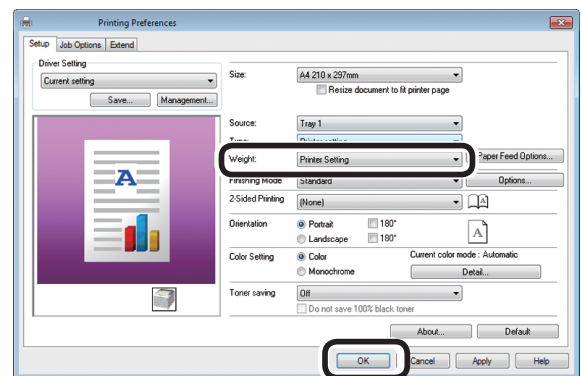 Printing Preferences
Setup Job Options Extend
Driver Setting
Current setting
Save... Management...
A
Size: A4 210 x 297mm
Resize document to fit printer page
Source: Tray 1
Weight: Printer Setting Paper Feed Options...
Finishing Mode Standard Options...
2-Sided Printing (None) A
Orientation Portrait 180°
Landscape 180°
A
Color Setting Color Current color mode : Automatic
Monochrome Detail...
Toner saving Off
Do not save 100% black toner
About... Default
OK Cancel Apply Help